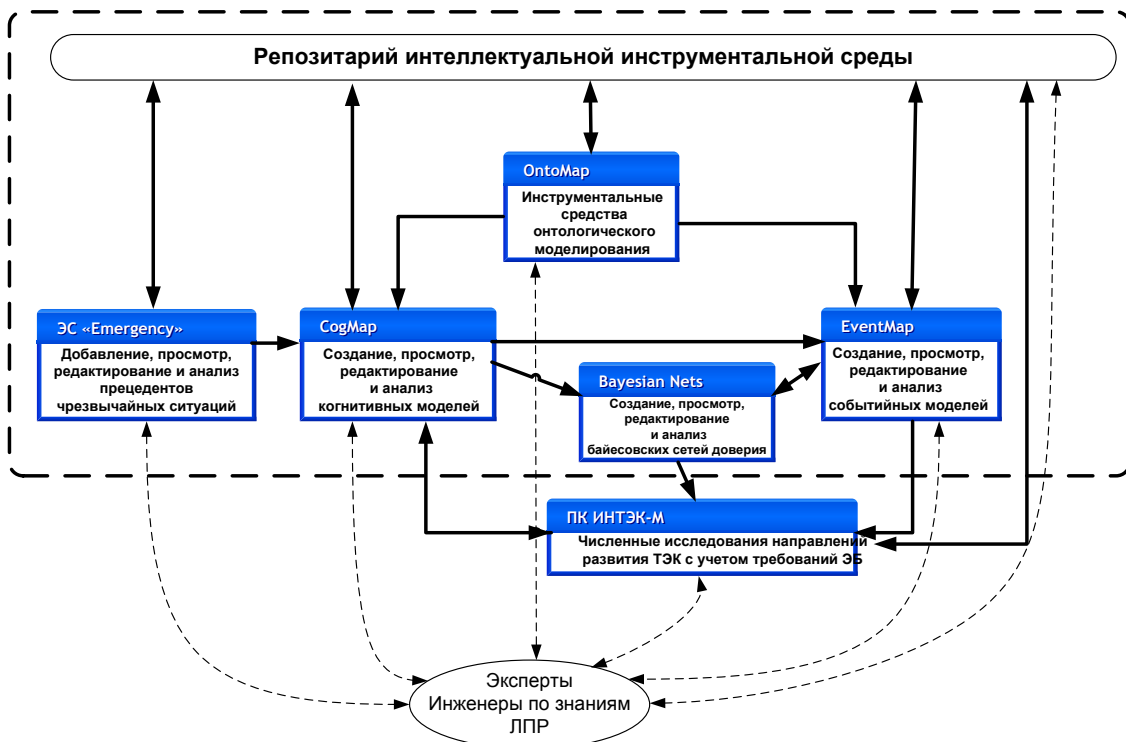 Репозитарий интеллектуальной инструментальной среды
OntoMap
Инструментальные
средства
онтологического
моделирования
ЭС «Emergency»
Добавление, просмотр,
редактирование и анализ
прецедентов
чрезвычайных ситуаций
CogMap
Создание, просмотр,
редактирование
и анализ
когнитивных моделей
Bayesian Nets
Создание, просмотр,
редактирование
и анализ
байесовских сетей доверия
EventMap
Создание, просмотр,
редактирование
и анализ
событийных моделей
ПК ИНТЭК-М
Численные исследования направлений
развития ТЭК с учетом требований ЭБ
Эксперты
Инженеры по знаниям
ЛПР